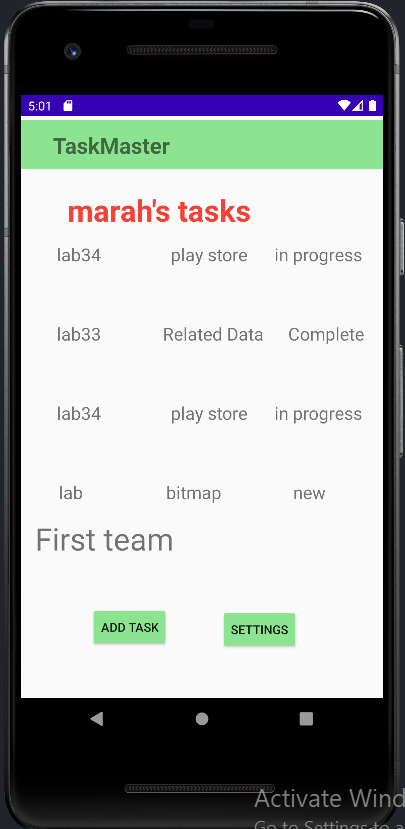 5:01
TaskMaster
marah's tasks
lab34 play store in progress
lab33 Related Data Complete
lab34 play store in progress
lab bitmap new
First team
ADD TASK SETTINGS
Activate Wind
Go to Settings to a